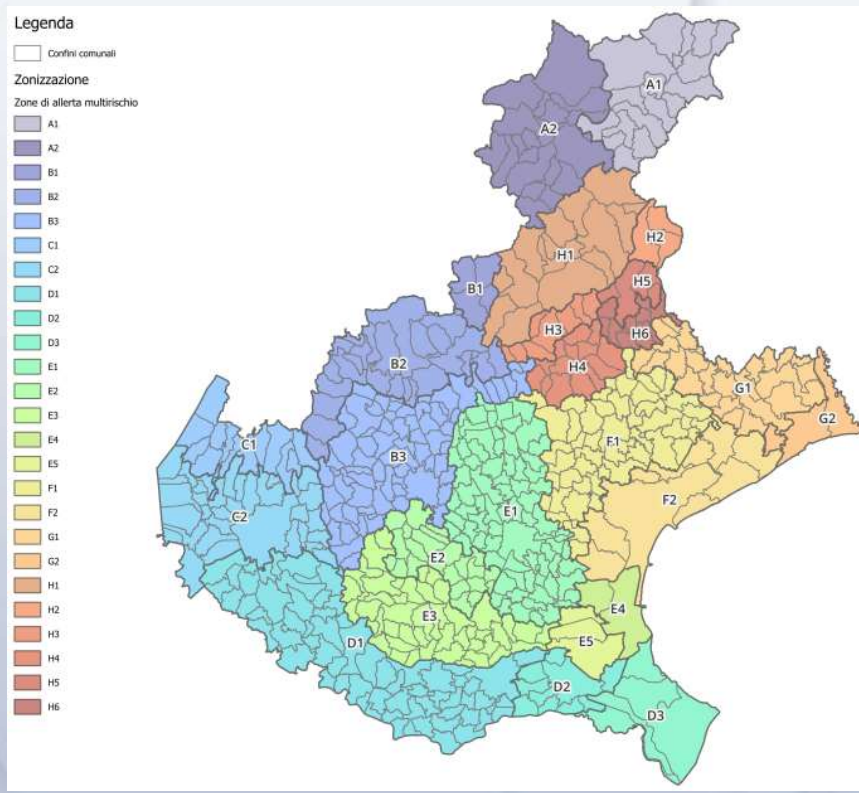 Legenda
Confini comunali
Zonizzazione
Zone di allerta multirischio
A1
A2
B1
B2
B3
C1
C2
D1
D2
D3
E1
E2
E3
E4
E5
F1
F2
G1
G2
H1
H2
H3
H4
H5
H6
A1
A2
H2
H1
H5
B1
H3
H6
B2
H4
G1
G2
C1
F1
B3
F2
E1
C2
E2
E4
E3
E5
D1
D2
D3